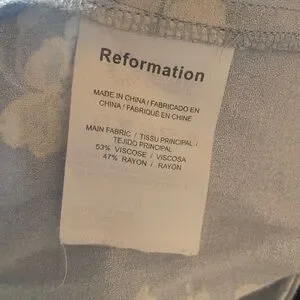 Reformation
MADE IN CHINA / FABRICADO EN
CHINA / FABRIQUÉ EN CHINE
MAIN FABRIC / TISSU PRINCIPAL /
TEJIDO PRINCIPAL
53% VISCOSE / VISCOSA
47% RAYON / RAYON